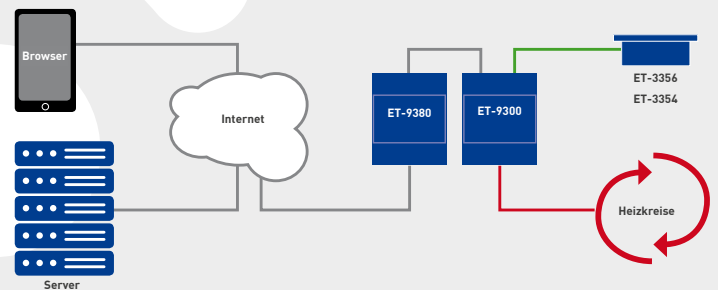 Browser
Internet
ET-9380
ET-9300
ET-3356
ET-3354
Heizkreise
Server